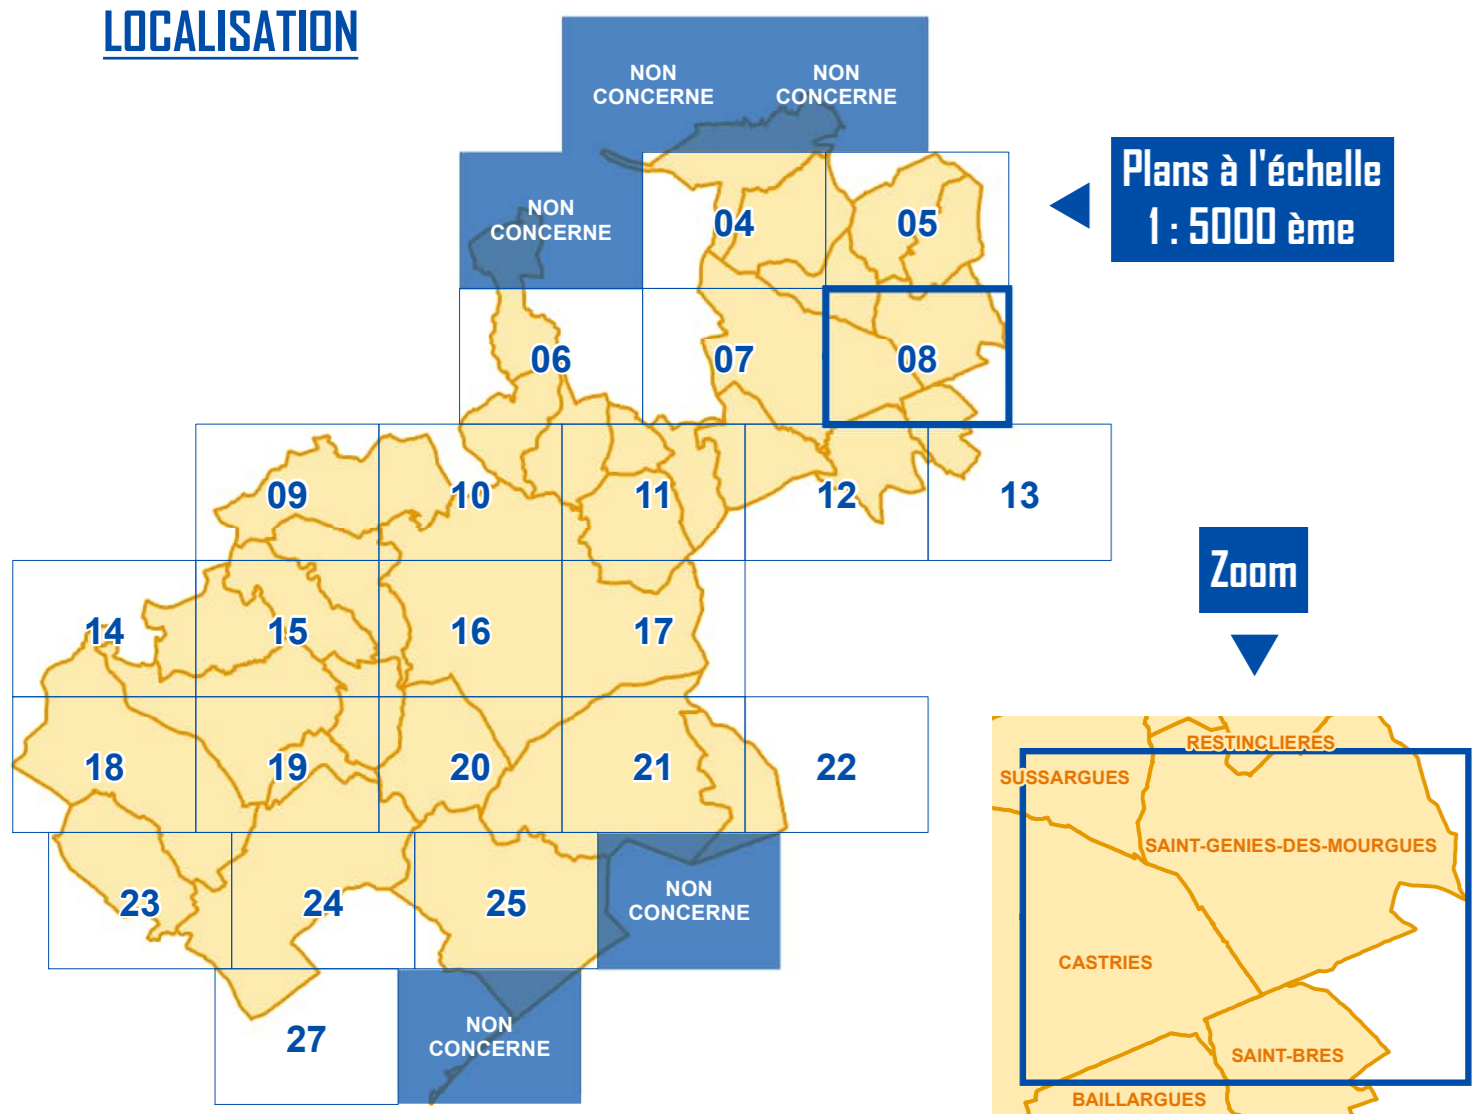 LOCALISATION
NON
CONCERNE
NON
CONCERNE
Plans à l'échelle
1 : 5000 ème
NON
CONCERNE
04
05
06
07
08
09
10
11
12
13
Zoom
14
15
16
17
18
19
20
21
22
RESTINCLIERES
SUSSARGUES
SAINT-GENIES-DES-MOURGUES
CASTRIES
SAINT-BRES
BAILLARGUES
23
24
25
NON
CONCERNE
27
NON
CONCERNE